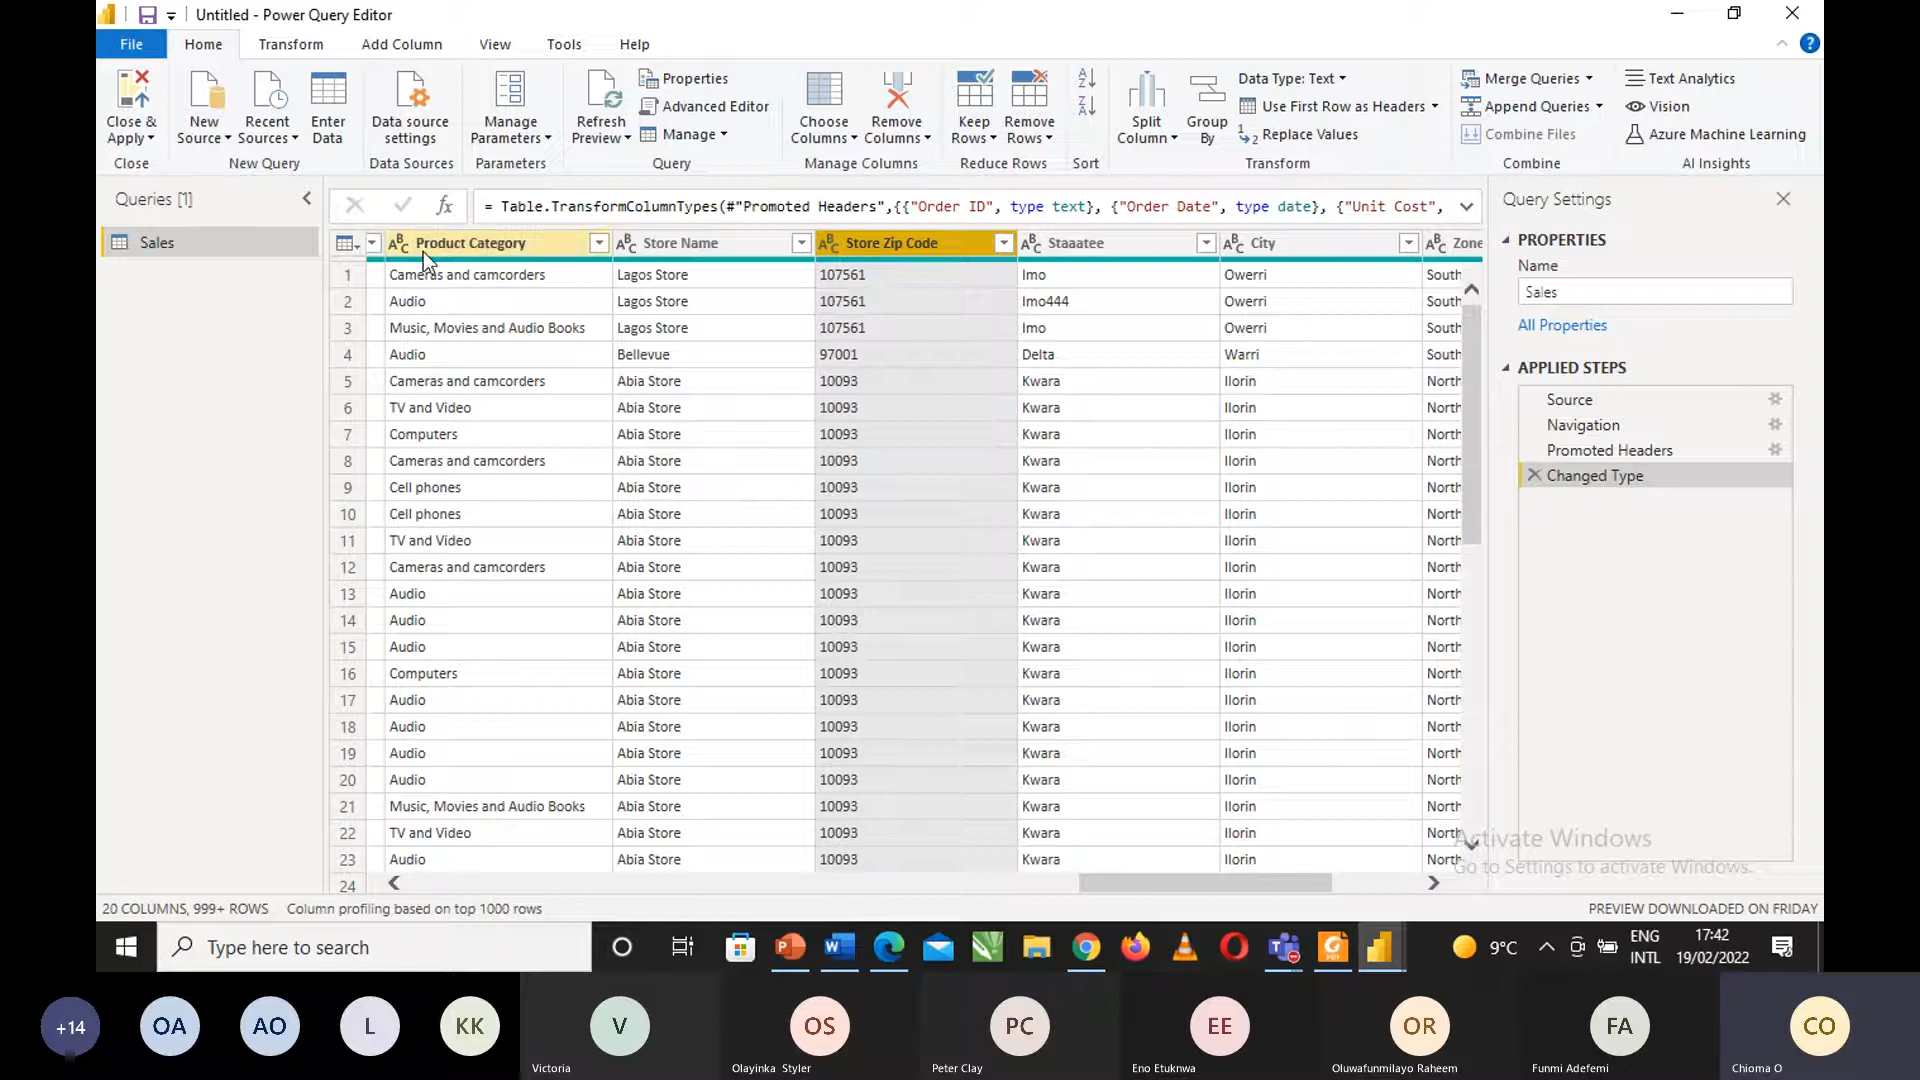 Untitled - Power Query Editor
File Home Transform Add Column View Tools Help
Close & Apply
Close
New Source
Recent Sources
Enter Data
New Query
Data source settings
Data Sources
Manage Parameters
Parameters
Refresh Preview
Properties
Advanced Editor
Manage
Query
Choose Columns
Remove Columns
Manage Columns
Keep Rows
Remove Rows
Reduce Rows
Sort
Split Column
Group By
Data Type: Text
Use First Row as Headers
Replace Values
Transform
Merge Queries
Append Queries
Combine Files
Combine
Text Analytics
Vision
Azure Machine Learning
AI Insights
Queries [1]
Sales
fx = Table.TransformColumnTypes(#"Promoted Headers",{{"Order ID", type text}, {"Order Date", type date}, {"Unit Cost",
Product Category Store Name Store Zip Code Staaatee City Zone
1 Cameras and camcorders Lagos Store 107561 Imo Owerri South
2 Audio Lagos Store 107561 Imo444 Owerri South
3 Music, Movies and Audio Books Lagos Store 107561 Imo Owerri South
4 Audio Bellevue 97001 Delta Warri South
5 Cameras and camcorders Abia Store 10093 Kwara Ilorin North
6 TV and Video Abia Store 10093 Kwara Ilorin North
7 Computers Abia Store 10093 Kwara Ilorin North
8 Cameras and camcorders Abia Store 10093 Kwara Ilorin North
9 Cell phones Abia Store 10093 Kwara Ilorin North
10 Cell phones Abia Store 10093 Kwara Ilorin North
11 TV and Video Abia Store 10093 Kwara Ilorin North
12 Cameras and camcorders Abia Store 10093 Kwara Ilorin North
13 Audio Abia Store 10093 Kwara Ilorin North
14 Audio Abia Store 10093 Kwara Ilorin North
15 Audio Abia Store 10093 Kwara Ilorin North
16 Computers Abia Store 10093 Kwara Ilorin North
17 Audio Abia Store 10093 Kwara Ilorin North
18 Audio Abia Store 10093 Kwara Ilorin North
19 Audio Abia Store 10093 Kwara Ilorin North
20 Audio Abia Store 10093 Kwara Ilorin North
21 Music, Movies and Audio Books Abia Store 10093 Kwara Ilorin North
22 TV and Video Abia Store 10093 Kwara Ilorin North
23 Audio Abia Store 10093 Kwara Ilorin North
24
Query Settings
PROPERTIES
Name
Sales
All Properties
APPLIED STEPS
Source
Navigation
Promoted Headers
Changed Type
Activate Windows
Go to Settings to activate Windows.
20 COLUMNS, 999+ ROWS Column profiling based on top 1000 rows PREVIEW DOWNLOADED ON FRIDAY
Type here to search
9°C
ENG
INTL
17:42
19/02/2022
+14 OA AO L KK V OS PC EE OR FA CO
Victoria Olayinka Styler Peter Clay Eno Etuknwa Oluwafunmilayo Raheem Funmi Adefemi Chioma O